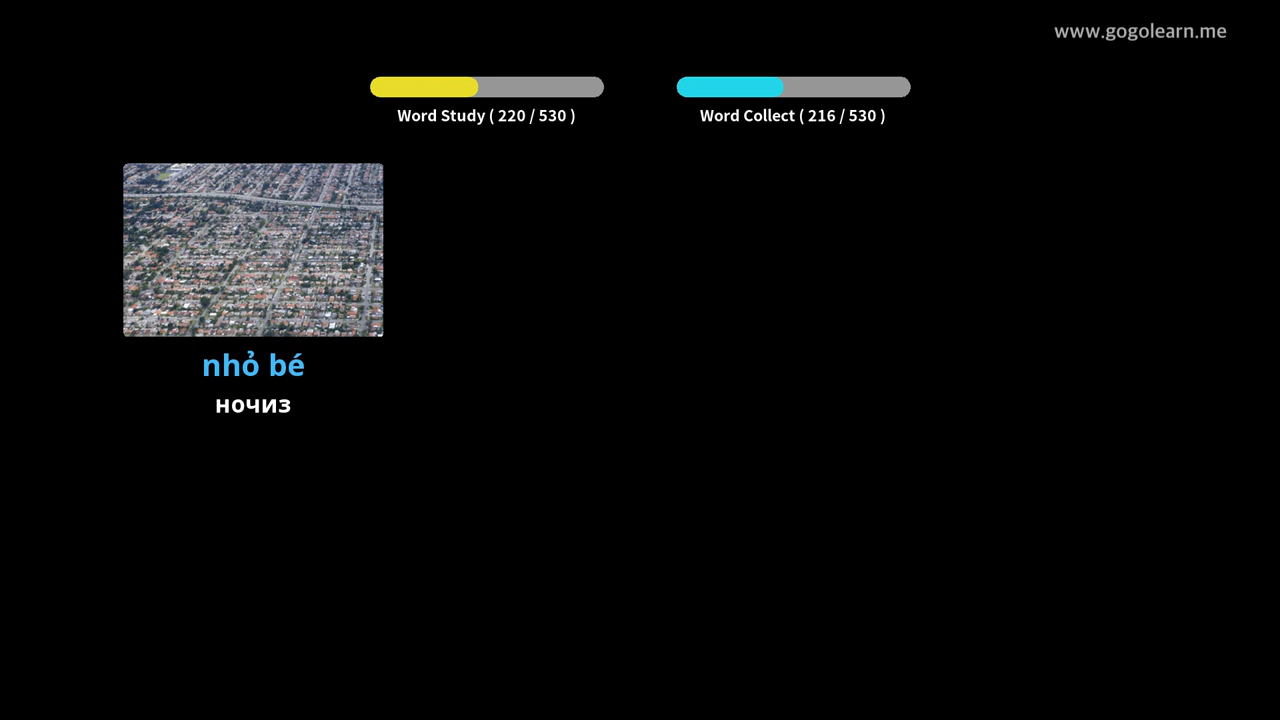 www.gogolearn.me
Word Study ( 220 / 530 )
Word Collect ( 216 / 530 )
nhỏ bé
ночиз